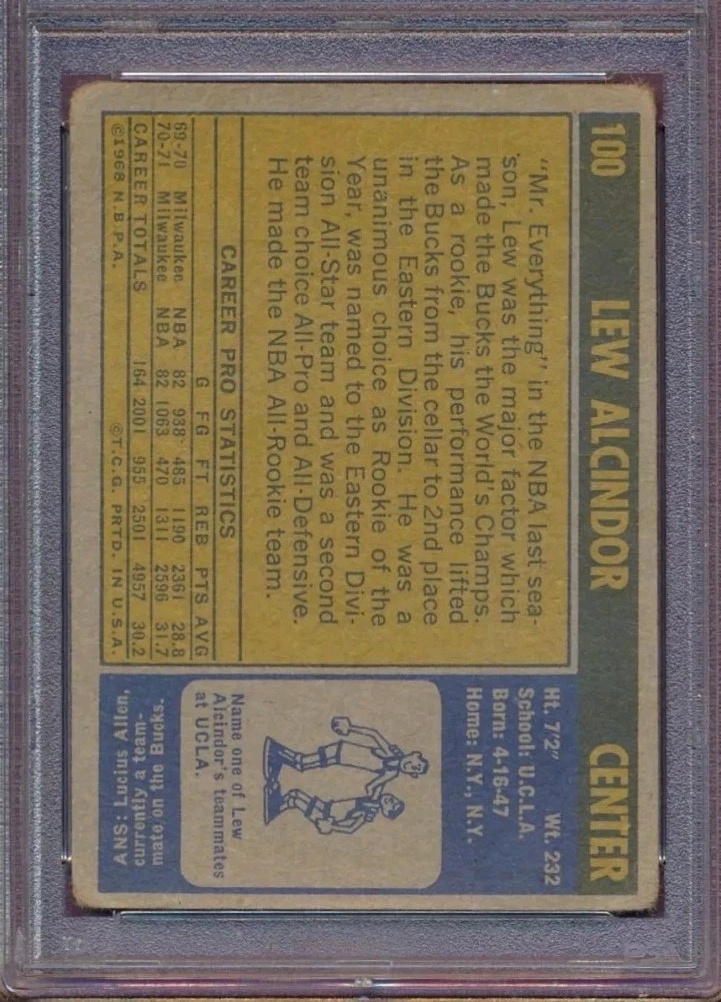 100 LEW ALCINDOR CENTER
"Mr. Everything" in the NBA last sea-
son, Lew was the major factor which
made the Bucks the World's Champs.
As a rookie, his performance lifted
the Bucks from the cellar to 2nd place
in the Eastern Division. He was a
unanimous choice as Rookie of the
Year, was named to the Eastern Divi-
sion All-Star team and was a second
team choice All-Pro and All-Defensive.
He made the NBA All-Rookie team.
CAREER PRO STATISTICS
G FG FT REB PTS AVG
69-70 Milwaukee NBA 82 938 485 1190 2361 28.8
70-71 Milwaukee NBA 82 1063 470 1311 2596 31.7
CAREER TOTALS 164 2001 955 2501 4957 30.2
©1968 N.B.P.A. ©T.C.G. PRTD. IN U.S.A.
Ht. 7'2" Wt. 232
School: U.C.L.A.
Born: 4-16-47
Home: N.Y., N.Y.
Name one of Lew
Alcindor's teammates
at UCLA.
ANS: Lucius Allen,
currently a team-
mate on the Bucks.